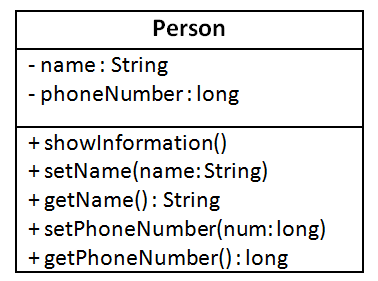 Person
- name : String
- phoneNumber : long
+ showInformation()
+ setName(name: String)
+ getName() : String
+ setPhoneNumber(num: long)
+ getPhoneNumber() : long